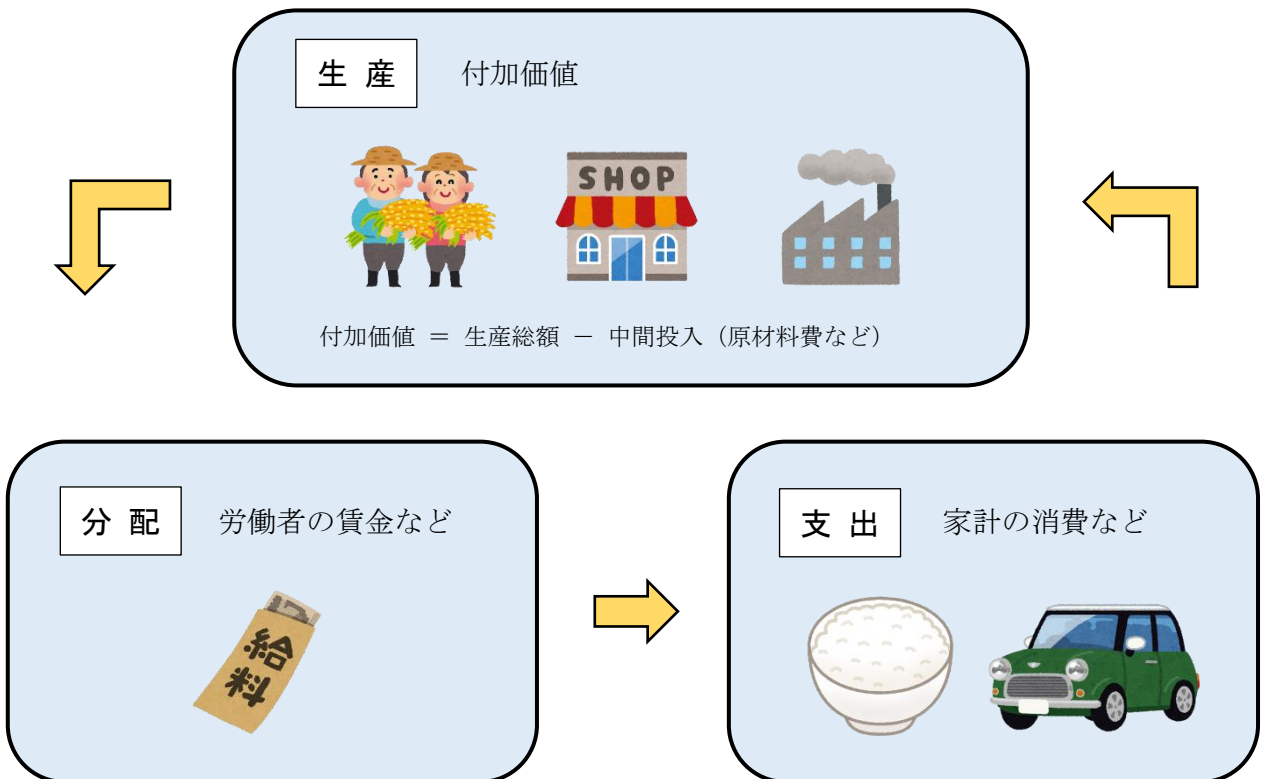 生 産 付加価値
SHOP
付加価値 ＝ 生産総額 － 中間投入（原材料費など）
分 配 労働者の賃金など
給料
支 出 家計の消費など